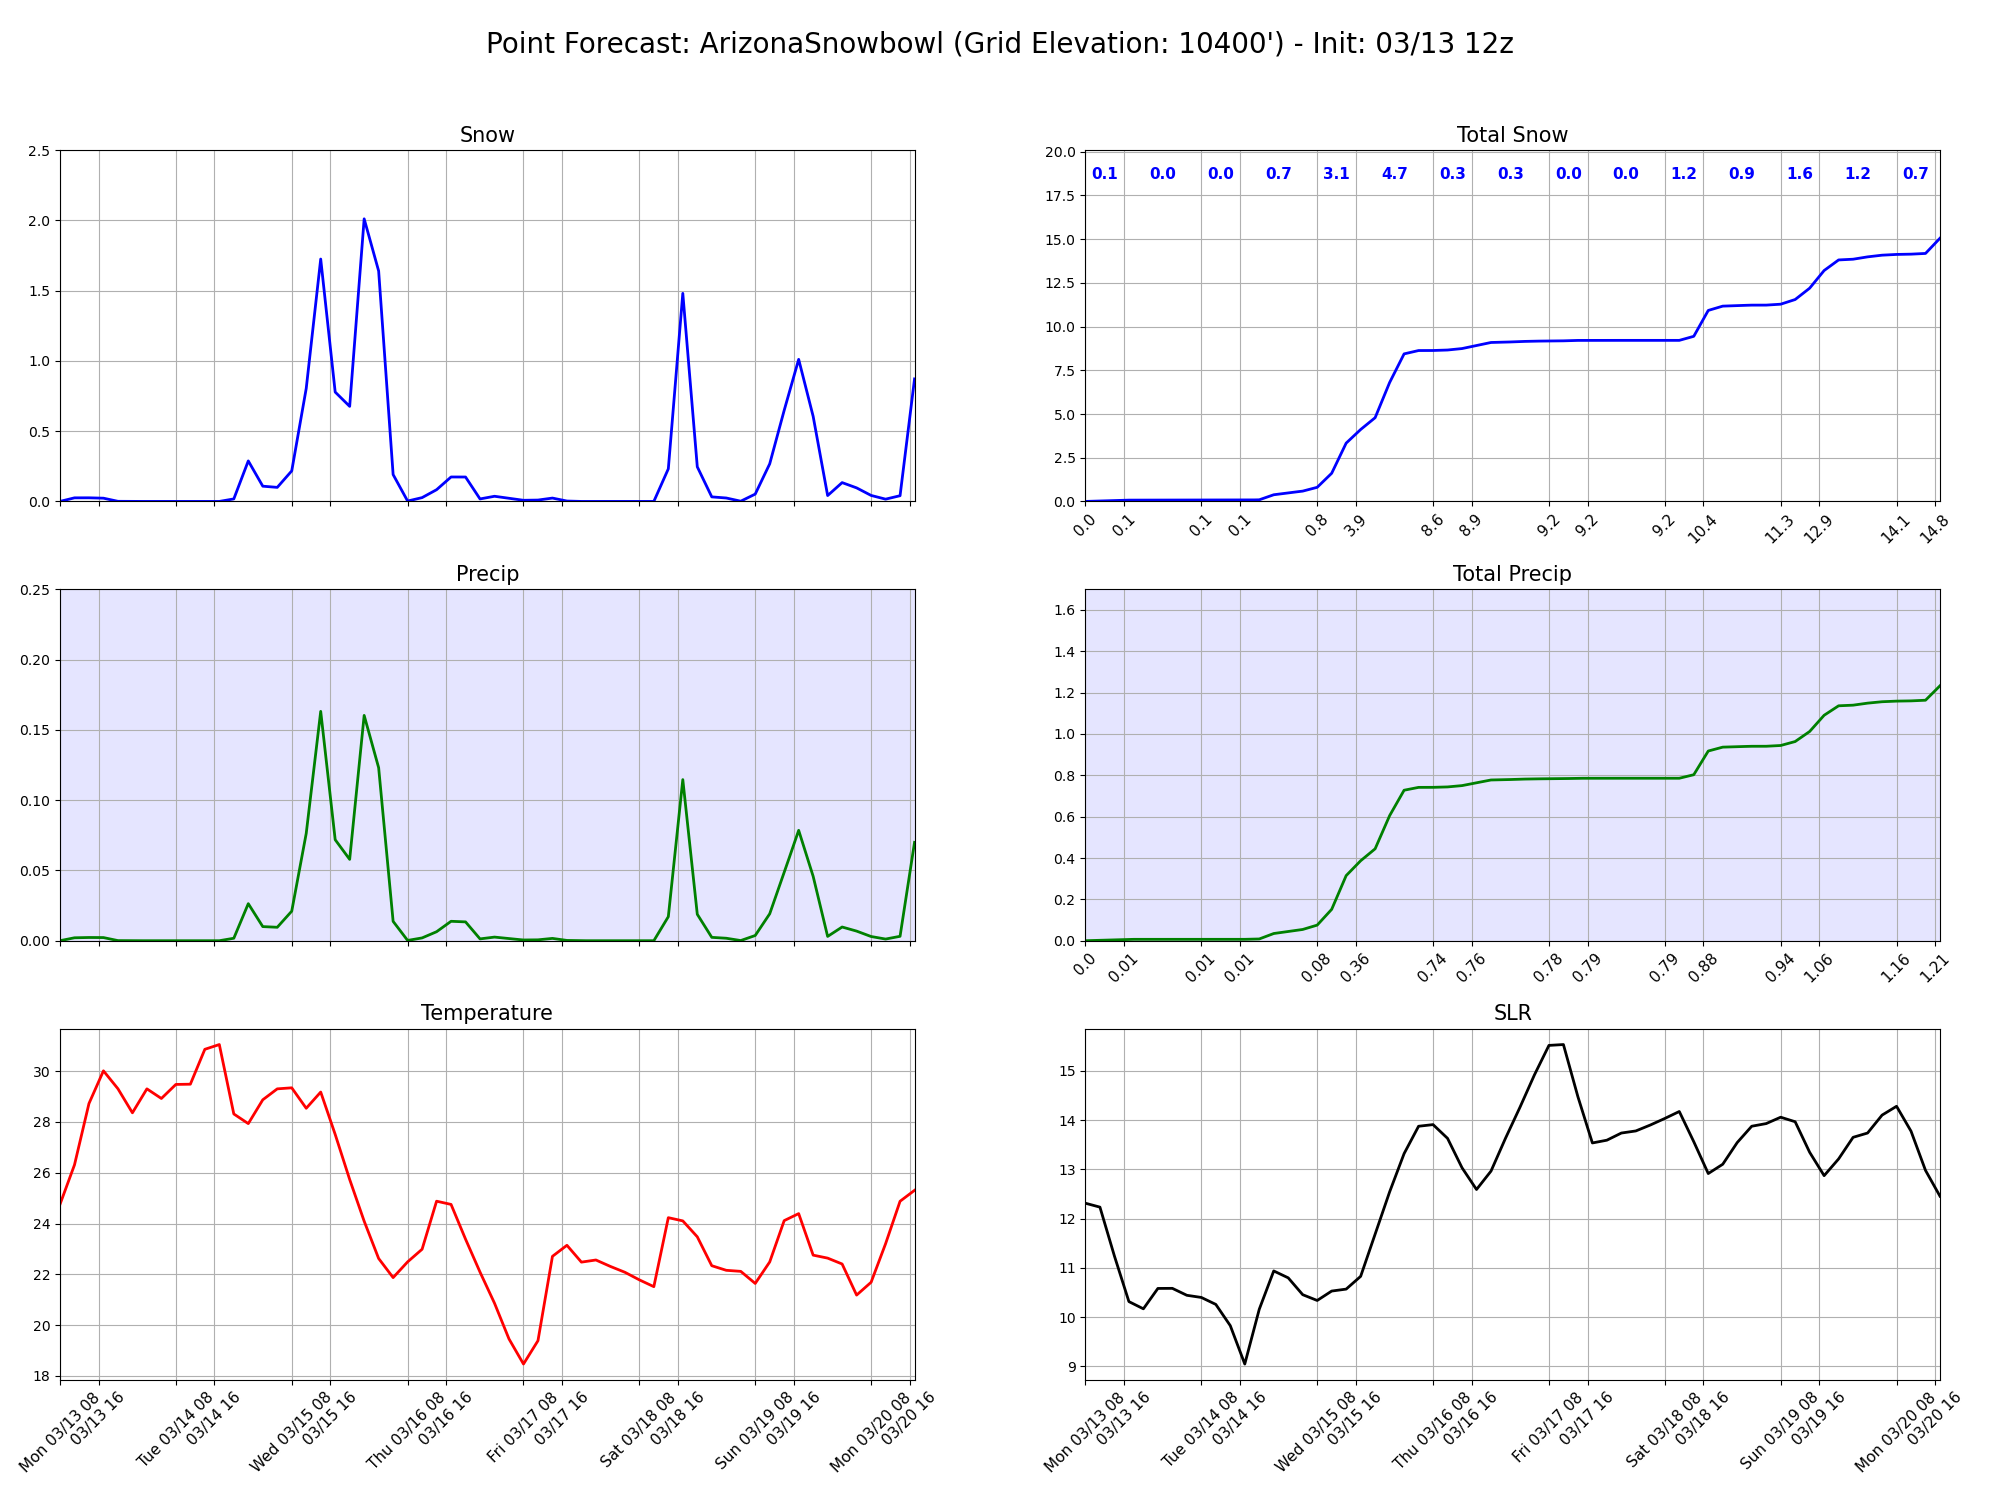 Point Forecast: ArizonaSnowbowl (Grid Elevation: 10400') - Init: 03/13 12z
Snow
2.5
2.0
1.5
1.0
0.5
0.0
Total Snow
20.0
17.5
15.0
12.5
10.0
7.5
5.0
2.5
0.0
0.1 0.0 0.0 0.7 3.1 4.7 0.3 0.3 0.0 0.0 1.2 0.9 1.6 1.2 0.7
0.0 0.1 0.1 0.1 0.8 3.9 8.6 8.9 9.2 9.2 9.2 10.4 11.3 12.9 14.1 14.8
Precip
0.25
0.20
0.15
0.10
0.05
0.00
Total Precip
1.6
1.4
1.2
1.0
0.8
0.6
0.4
0.2
0.0
0.0 0.01 0.01 0.01 0.08 0.36 0.74 0.76 0.78 0.79 0.79 0.88 0.94 1.06 1.16 1.21
Temperature
30
28
26
24
22
20
18
Mon 03/13 08
03/13 16
Tue 03/14 08
03/14 16
Wed 03/15 08
03/15 16
Thu 03/16 08
03/16 16
Fri 03/17 08
03/17 16
Sat 03/18 08
03/18 16
Sun 03/19 08
03/19 16
Mon 03/20 08
03/20 16
SLR
15
14
13
12
11
10
9
Mon 03/13 08
03/13 16
Tue 03/14 08
03/14 16
Wed 03/15 08
03/15 16
Thu 03/16 08
03/16 16
Fri 03/17 08
03/17 16
Sat 03/18 08
03/18 16
Sun 03/19 08
03/19 16
Mon 03/20 08
03/20 16